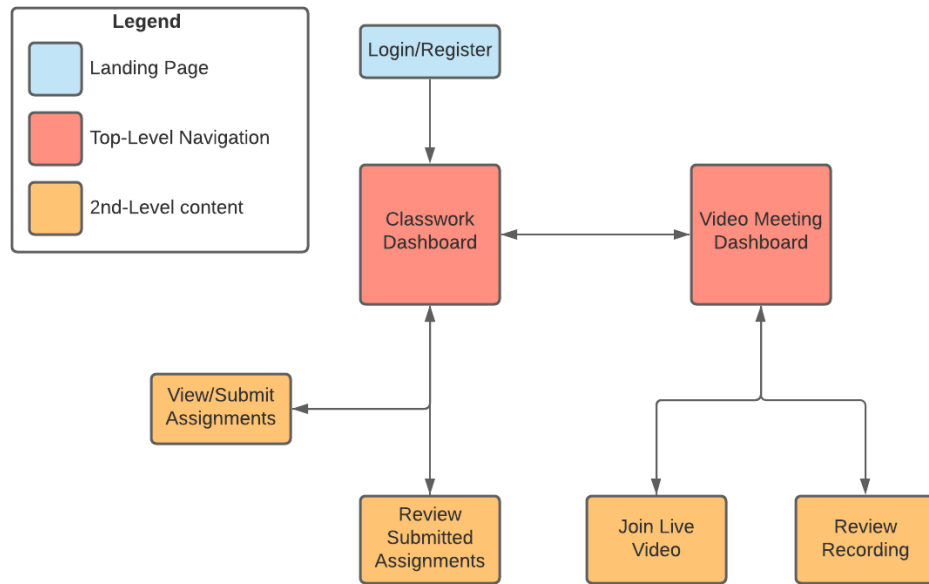 Legend
Landing Page
Top-Level Navigation
2nd-Level content
Login/Register
Classwork
Dashboard
Video Meeting
Dashboard
View/Submit
Assignments
Review
Submitted
Assignments
Join Live
Video
Review
Recording